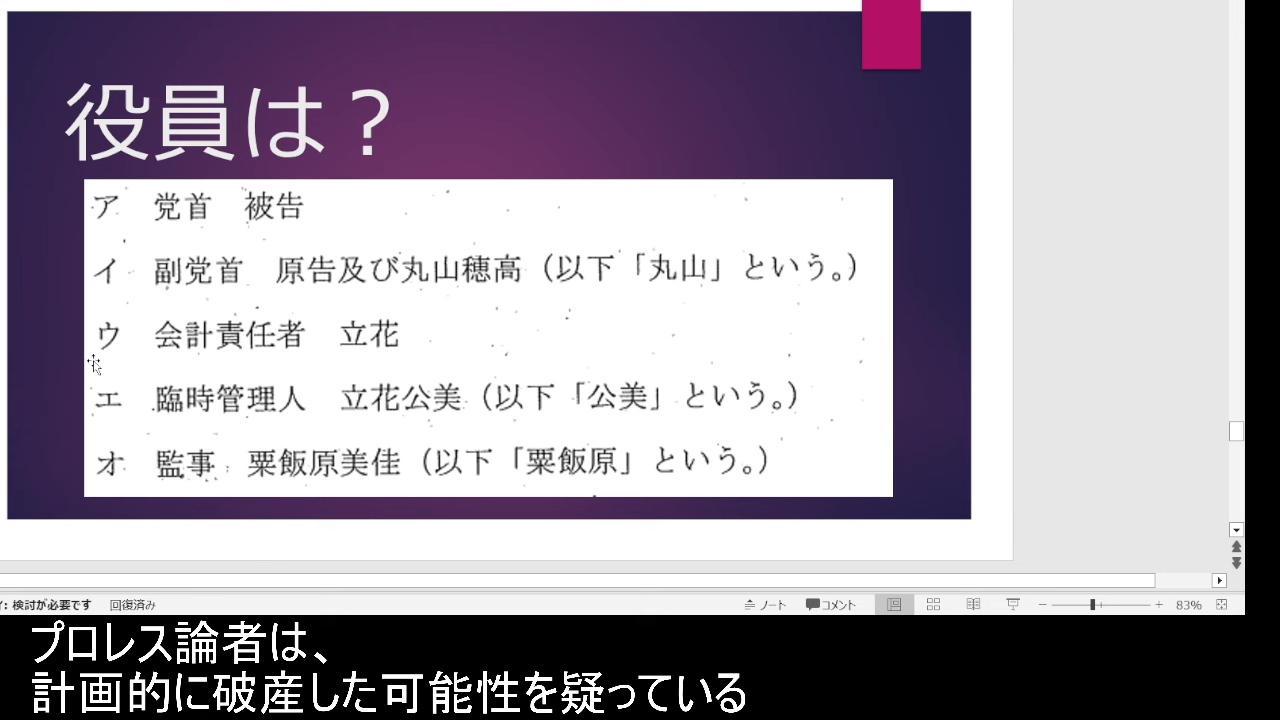 役員は？
ア　党首　被告
イ　副党首　原告及び丸山穂高（以下「丸山」という。）
ウ　会計責任者　立花
エ　臨時管理人　立花公美（以下「公美」という。）
オ　監事　粟飯原美佳（以下「粟飯原」という。）
検討が必要です　回復済み　ノート　コメント　83%
プロレス論者は、
計画的に破産した可能性を疑っている